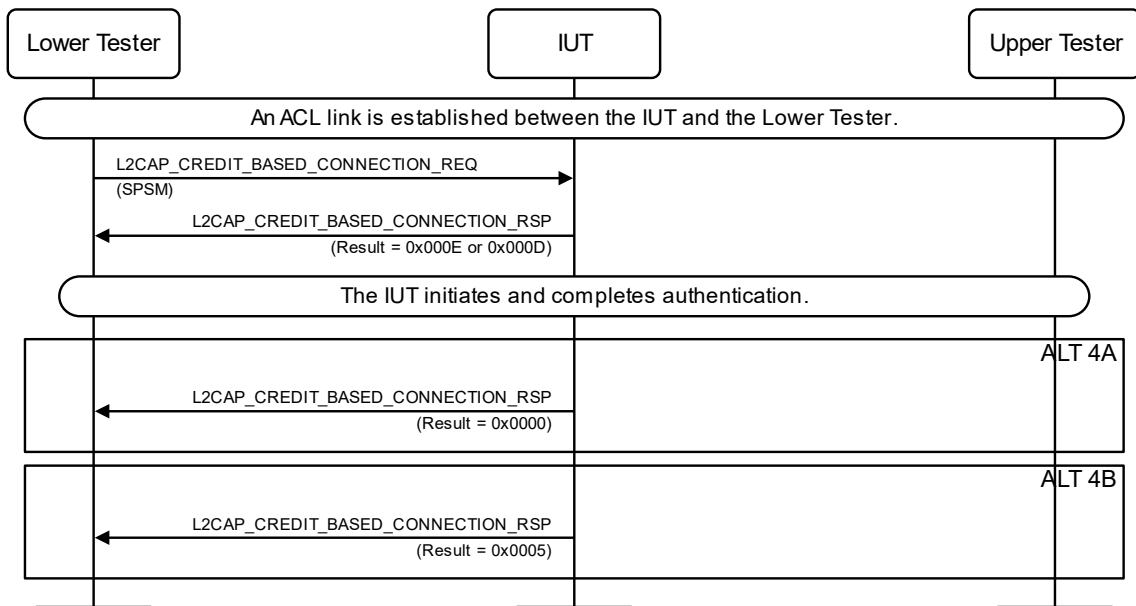 Lower Tester
IUT
Upper Tester
An ACL link is established between the IUT and the Lower Tester.
L2CAP_CREDIT_BASED_CONNECTION_REQ
(SPSM)
L2CAP_CREDIT_BASED_CONNECTION_RSP
(Result = 0x000E or 0x000D)
The IUT initiates and completes authentication.
ALT 4A
L2CAP_CREDIT_BASED_CONNECTION_RSP
(Result = 0x0000)
ALT 4B
L2CAP_CREDIT_BASED_CONNECTION_RSP
(Result = 0x0005)